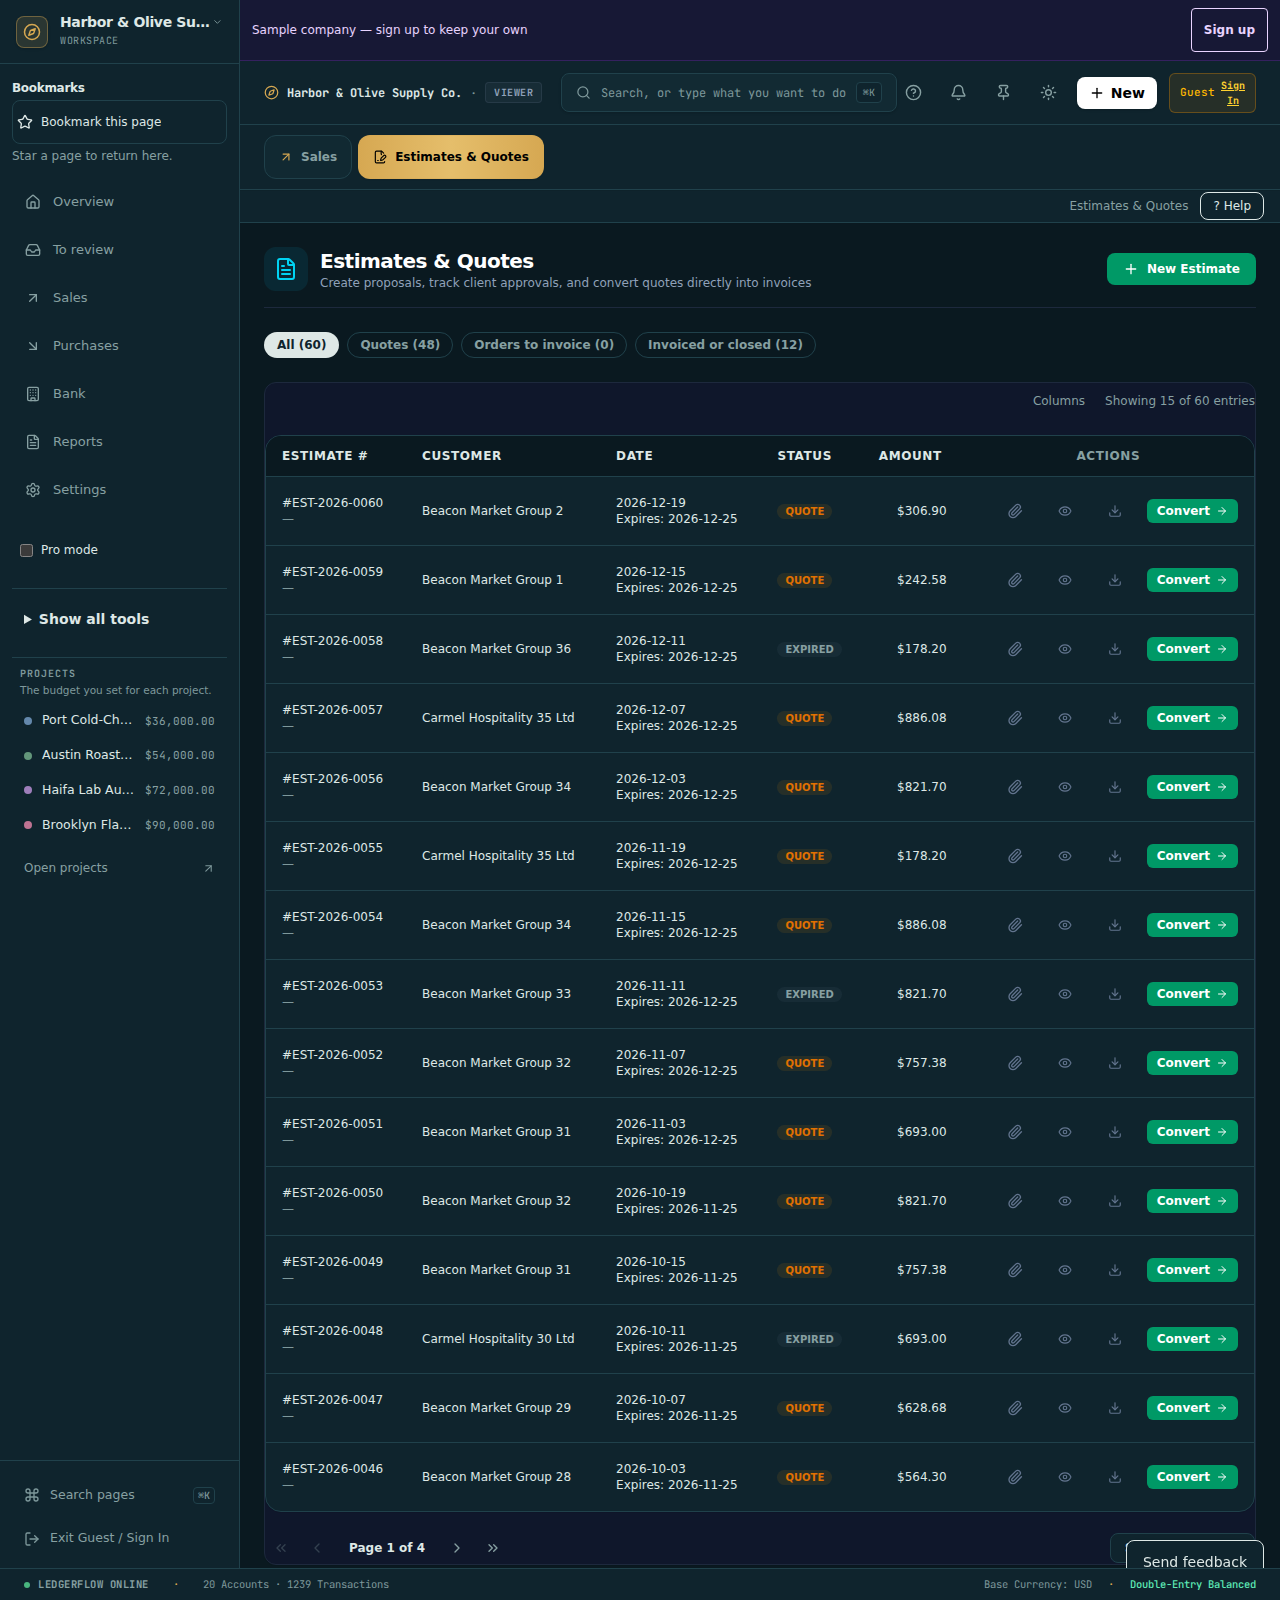 Harbor & Olive Su...
WORKSPACE
Bookmarks
Bookmark this page
Star a page to return here.
Overview
To review
Sales
Purchases
Bank
Reports
Settings
Pro mode
Show all tools
PROJECTS
The budget you set for each project.
Port Cold-Ch... $36,000.00
Austin Roast... $54,000.00
Haifa Lab Au... $72,000.00
Brooklyn Fla... $90,000.00
Open projects
Search pages ⌘K
Exit Guest / Sign In
Sample company — sign up to keep your own
Sign up
Harbor & Olive Supply Co. · VIEWER
Search, or type what you want to do ⌘K
New
Guest Sign In
Sales
Estimates & Quotes
Estimates & Quotes
? Help
Estimates & Quotes
Create proposals, track client approvals, and convert quotes directly into invoices
New Estimate
All (60)
Quotes (48)
Orders to invoice (0)
Invoiced or closed (12)
Columns
Showing 15 of 60 entries
ESTIMATE # CUSTOMER DATE STATUS AMOUNT ACTIONS
#EST-2026-0060 — Beacon Market Group 2 2026-12-19 Expires: 2026-12-25 QUOTE $306.90 Convert
#EST-2026-0059 — Beacon Market Group 1 2026-12-15 Expires: 2026-12-25 QUOTE $242.58 Convert
#EST-2026-0058 — Beacon Market Group 36 2026-12-11 Expires: 2026-12-25 EXPIRED $178.20 Convert
#EST-2026-0057 — Carmel Hospitality 35 Ltd 2026-12-07 Expires: 2026-12-25 QUOTE $886.08 Convert
#EST-2026-0056 — Beacon Market Group 34 2026-12-03 Expires: 2026-12-25 QUOTE $821.70 Convert
#EST-2026-0055 — Carmel Hospitality 35 Ltd 2026-11-19 Expires: 2026-12-25 QUOTE $178.20 Convert
#EST-2026-0054 — Beacon Market Group 34 2026-11-15 Expires: 2026-12-25 QUOTE $886.08 Convert
#EST-2026-0053 — Beacon Market Group 33 2026-11-11 Expires: 2026-12-25 EXPIRED $821.70 Convert
#EST-2026-0052 — Beacon Market Group 32 2026-11-07 Expires: 2026-12-25 QUOTE $757.38 Convert
#EST-2026-0051 — Beacon Market Group 31 2026-11-03 Expires: 2026-12-25 QUOTE $693.00 Convert
#EST-2026-0050 — Beacon Market Group 32 2026-10-19 Expires: 2026-11-25 QUOTE $821.70 Convert
#EST-2026-0049 — Beacon Market Group 31 2026-10-15 Expires: 2026-11-25 QUOTE $757.38 Convert
#EST-2026-0048 — Carmel Hospitality 30 Ltd 2026-10-11 Expires: 2026-11-25 EXPIRED $693.00 Convert
#EST-2026-0047 — Beacon Market Group 29 2026-10-07 Expires: 2026-11-25 QUOTE $628.68 Convert
#EST-2026-0046 — Beacon Market Group 28 2026-10-03 Expires: 2026-11-25 QUOTE $564.30 Convert
Page 1 of 4
Send feedback
LEDGERFLOW ONLINE · 20 Accounts · 1239 Transactions
Base Currency: USD · Double-Entry Balanced